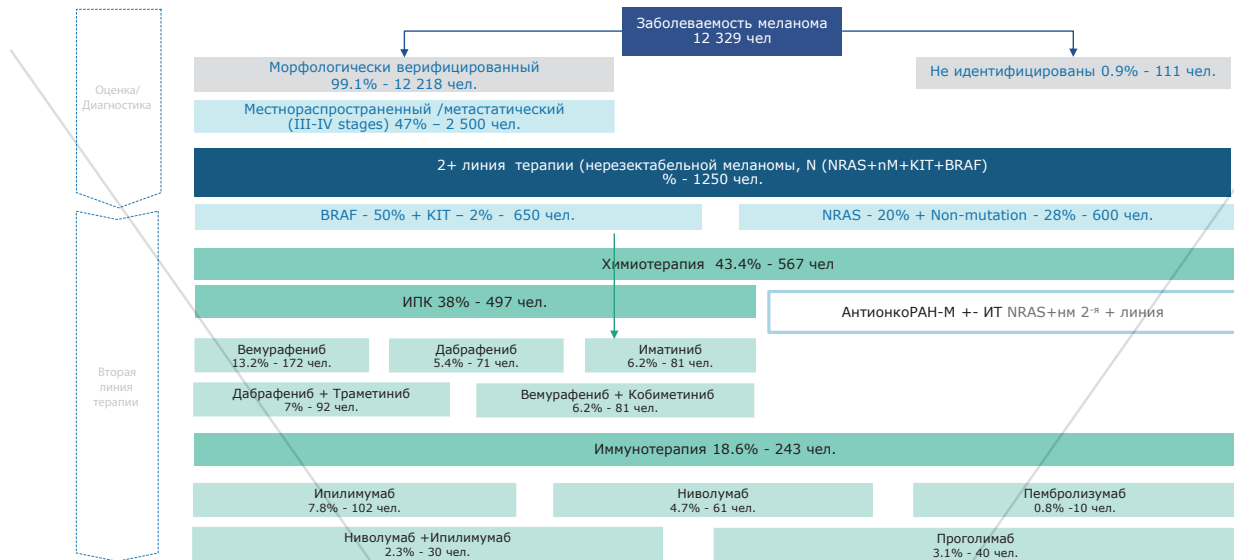 Заболеваемость меланома
12 329 чел
Морфологически верифицированный
99.1% - 12 218 чел.
Не идентифицированы 0.9% - 111 чел.
Оценка/
Диагностика
Местнораспространенный /метастатический
(III-IV stages) 47% – 2 500 чел.
2+ линия терапии (нерезектабельной меланомы, N (NRAS+nM+KIT+BRAF)
% - 1250 чел.
BRAF - 50% + KIT – 2% - 650 чел.
NRAS - 20% + Non-mutation - 28% - 600 чел.
Химиотерапия 43.4% - 567 чел
ИПК 38% - 497 чел.
АнтионкоРАН-М +- ИТ NRAS+нм 2-я + линия
Вемурафениб
13.2% - 172 чел.
Дабрафениб
5.4% - 71 чел.
Иматиниб
6.2% - 81 чел.
Вторая
линия
терапии
Дабрафениб + Траметиниб
7% - 92 чел.
Вемурафениб + Кобиметиниб
6.2% - 81 чел.
Иммунотерапия 18.6% - 243 чел.
Ипилимумаб
7.8% - 102 чел.
Ниволумаб
4.7% - 61 чел.
Пембролизумаб
0.8% -10 чел.
Ниволумаб +Ипилимумаб
2.3% - 30 чел.
Проголимаб
3.1% - 40 чел.